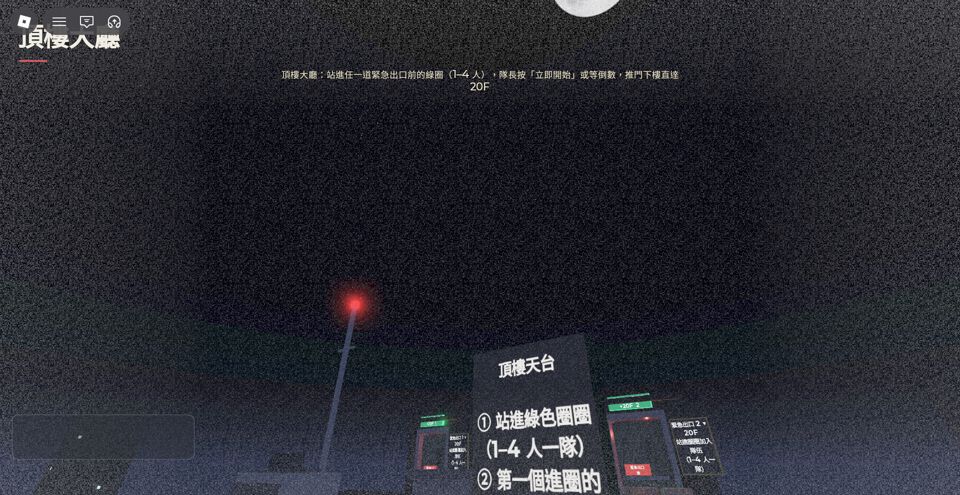 頂樓大廳
頂樓大廳：站進任一道緊急出口前的綠圈（1–4 人），隊長按「立即開始」或等倒數，推門下樓直達
20F
頂樓天台
① 站進綠色圈圈
（1–4 人一隊）
② 第一個進圈的
緊急出口 2
20F
站進圈圈加入
隊伍
（1–4 人一
隊）